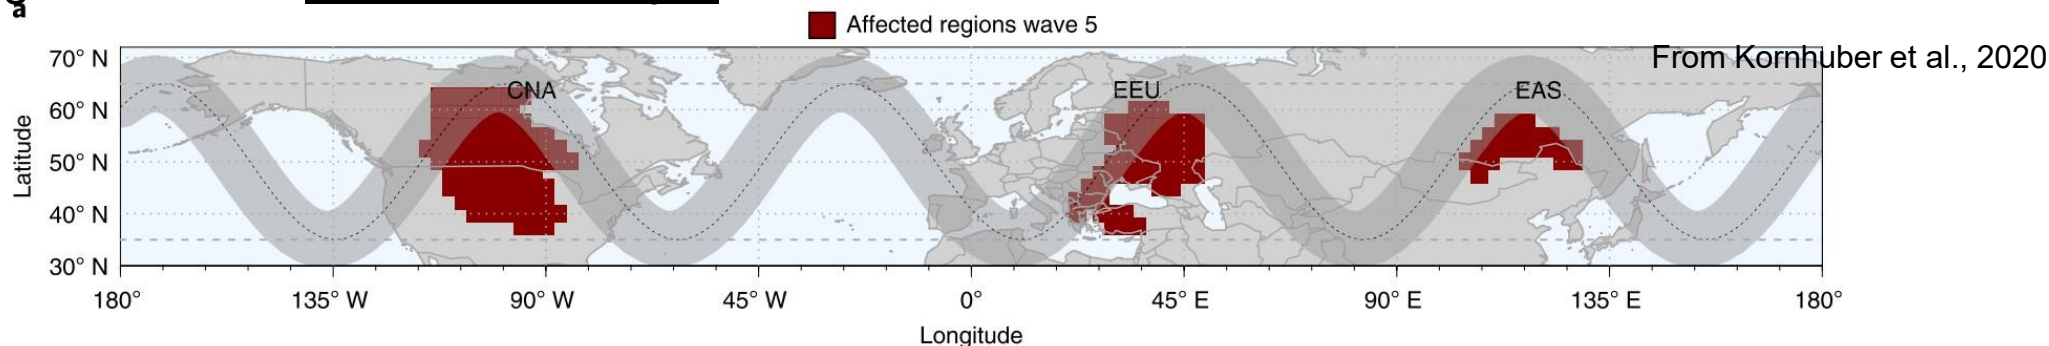 a
Affected regions wave 5
From Kornhuber et al., 2020
70° N
60° N
50° N
40° N
30° N
Latitude
CNA
EEU
EAS
180°
135° W
90° W
45° W
0°
45° E
90° E
135° E
180°
Longitude